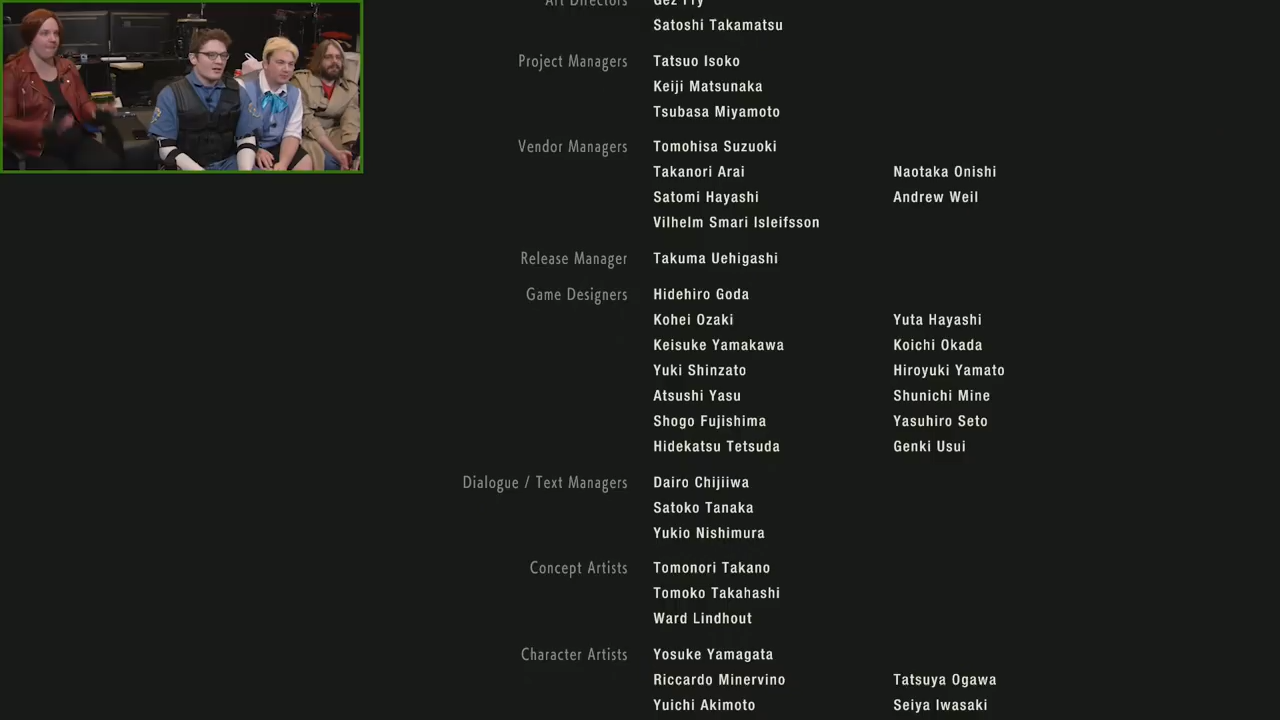 Art Directors Gez Fry
Satoshi Takamatsu
Project Managers Tatsuo Isoko
Keiji Matsunaka
Tsubasa Miyamoto
Vendor Managers Tomohisa Suzuoki
Takanori Arai Naotaka Onishi
Satomi Hayashi Andrew Weil
Vilhelm Smari Isleifsson
Release Manager Takuma Uehigashi
Game Designers Hidehiro Goda
Kohei Ozaki Yuta Hayashi
Keisuke Yamakawa Koichi Okada
Yuki Shinzato Hiroyuki Yamato
Atsushi Yasu Shunichi Mine
Shogo Fujishima Yasuhiro Seto
Hidekatsu Tetsuda Genki Usui
Dialogue / Text Managers Dairo Chijiiwa
Satoko Tanaka
Yukio Nishimura
Concept Artists Tomonori Takano
Tomoko Takahashi
Ward Lindhout
Character Artists Yosuke Yamagata
Riccardo Minervino Tatsuya Ogawa
Yuichi Akimoto Seiya Iwasaki